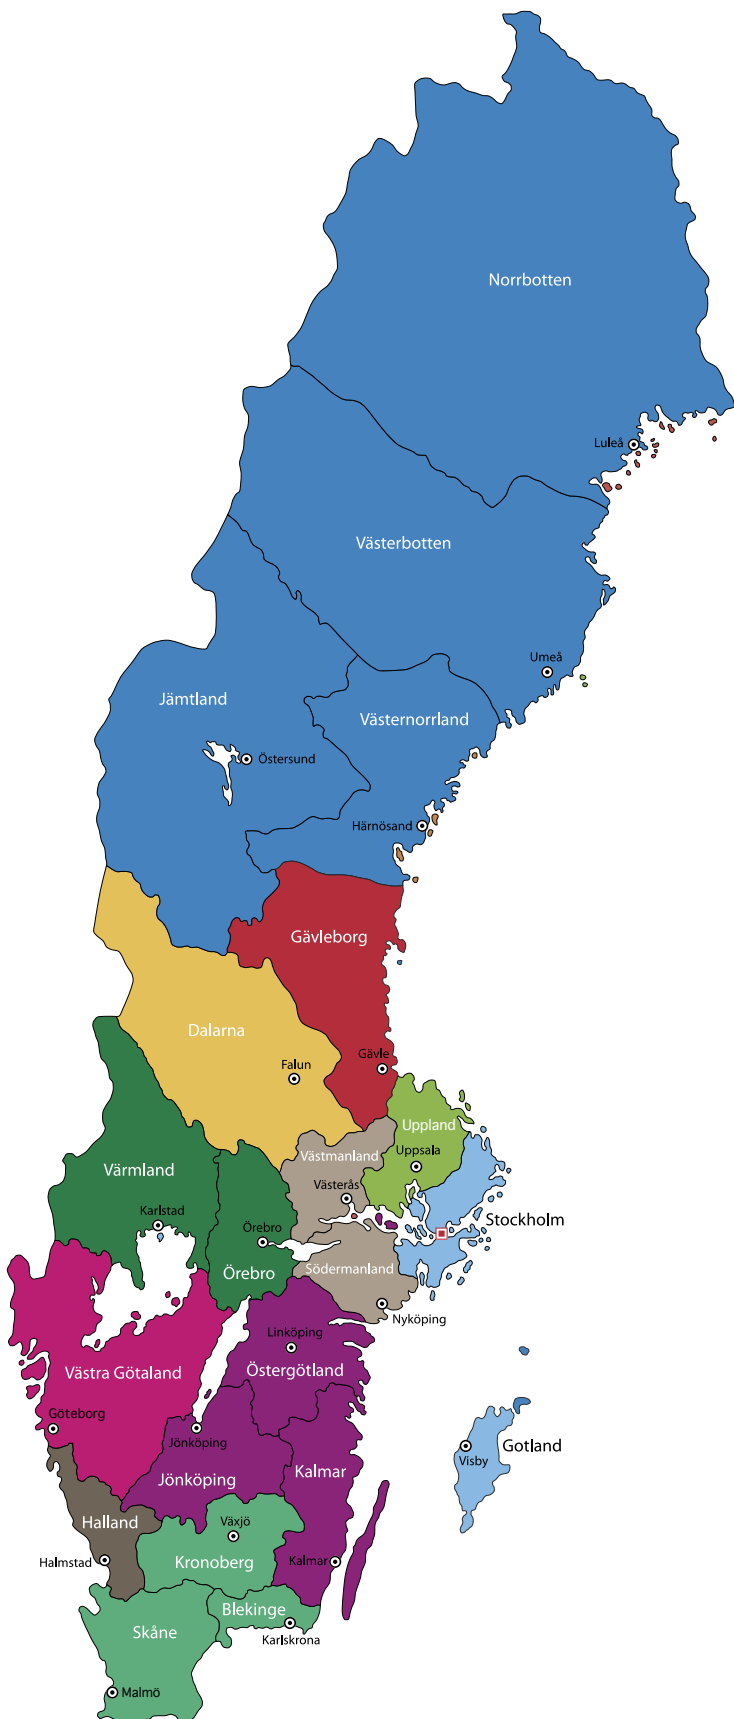 Norrbotten
Luleå
Västerbotten
Umeå
Jämtland
Västernorrland
Östersund
Härnösand
Gävleborg
Dalarna
Gävle
Falun
Uppland
Västmanland
Uppsala
Värmland
Västerås
Karlstad
Stockholm
Örebro
Södermanland
Örebro
Nyköping
Linköping
Östergötland
Västra Götaland
Göteborg
Jönköping
Gotland
Visby
Kalmar
Jönköping
Halland
Växjö
Kronoberg
Kalmar
Halmstad
Blekinge
Skåne
Karlskrona
Malmö